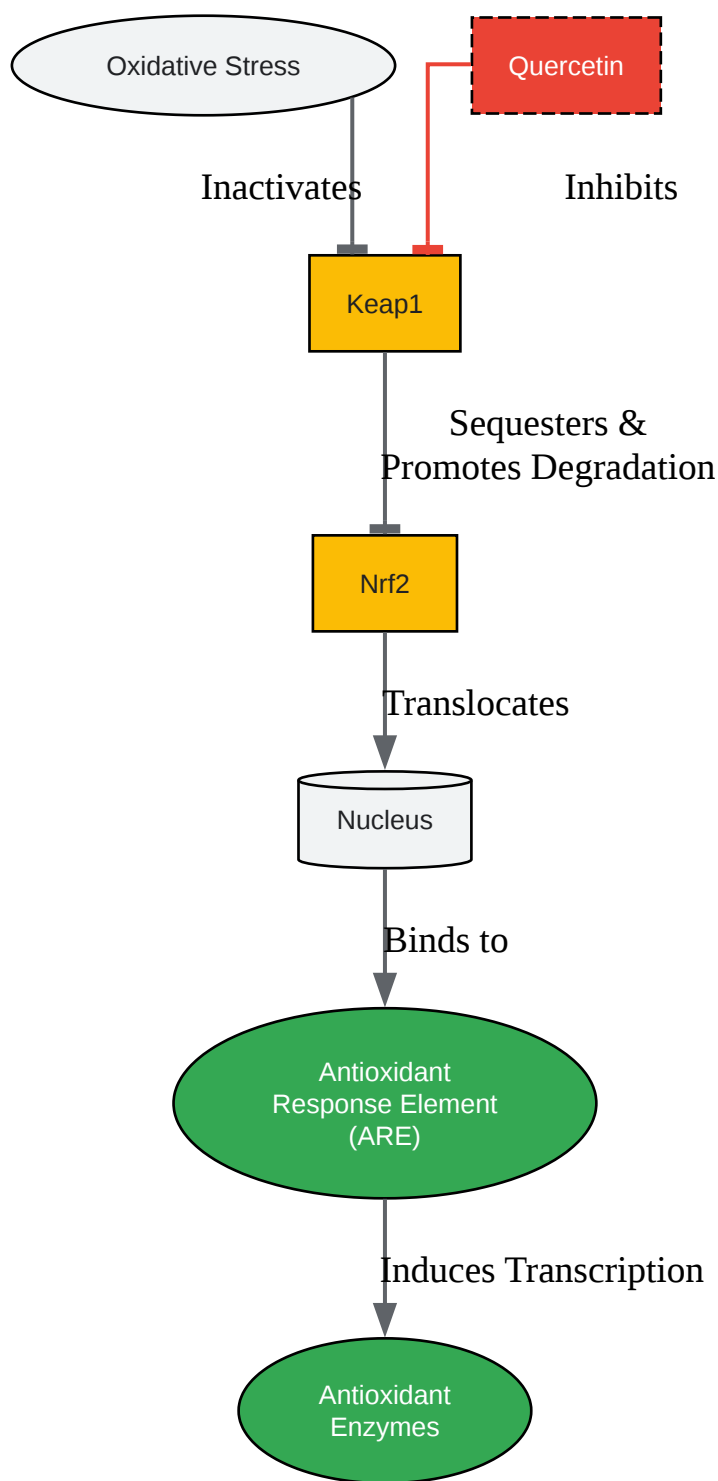 Oxidative Stress
Quercetin
Inactivates
Inhibits
Keap1
Sequesters &
Promotes Degradation
Nrf2
Translocates
Nucleus
Binds to
Antioxidant
Response Element
(ARE)
Induces Transcription
Antioxidant
Enzymes